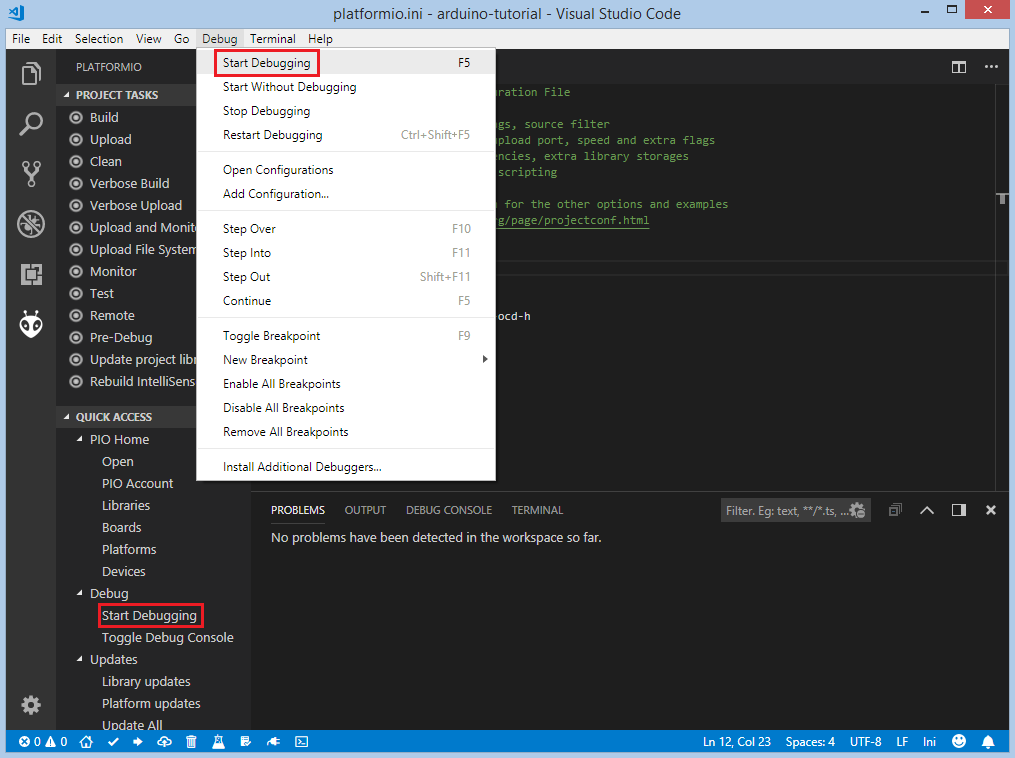 platformio.ini - arduino-tutorial - Visual Studio Code
File Edit Selection View Go Debug Terminal Help
PLATFORMIO
PROJECT TASKS
Build
Upload
Clean
Verbose Build
Verbose Upload
Upload and Monit
Upload File System
Monitor
Test
Remote
Pre-Debug
Update project libr
Rebuild IntelliSens
QUICK ACCESS
PIO Home
Open
PIO Account
Libraries
Boards
Platforms
Devices
Debug
Start Debugging
Toggle Debug Console
Updates
Library updates
Platform updates
Update All
Start Debugging F5
Start Without Debugging
Stop Debugging
Restart Debugging Ctrl+Shift+F5
Open Configurations
Add Configuration...
Step Over F10
Step Into F11
Step Out Shift+F11
Continue F5
Toggle Breakpoint F9
New Breakpoint
Enable All Breakpoints
Disable All Breakpoints
Remove All Breakpoints
Install Additional Debuggers...
uration File
gs, source filter
upload port, speed and extra flags
encies, extra library storages
scripting
for the other options and examples
rg/page/projectconf.html
ocd-h
PROBLEMS OUTPUT DEBUG CONSOLE TERMINAL
Filter. Eg: text, **/*.ts, ...
No problems have been detected in the workspace so far.
0 0
Ln 12, Col 23 Spaces: 4 UTF-8 LF Ini